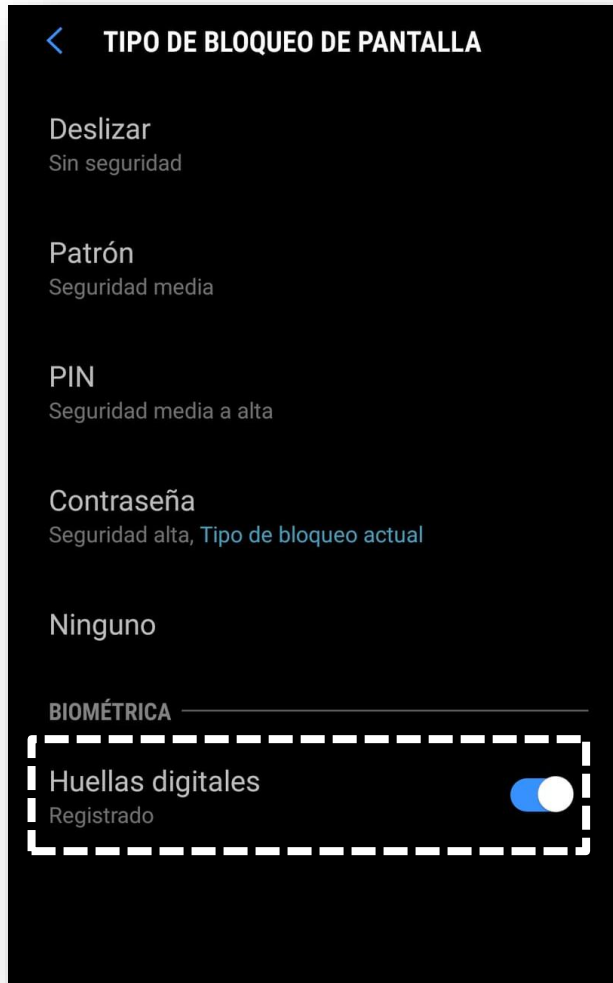 TIPO DE BLOQUEO DE PANTALLA
Deslizar
Sin seguridad
Patrón
Seguridad media
PIN
Seguridad media a alta
Contraseña
Seguridad alta, Tipo de bloqueo actual
Ninguno
BIOMÉTRICA
Huellas digitales
Registrado